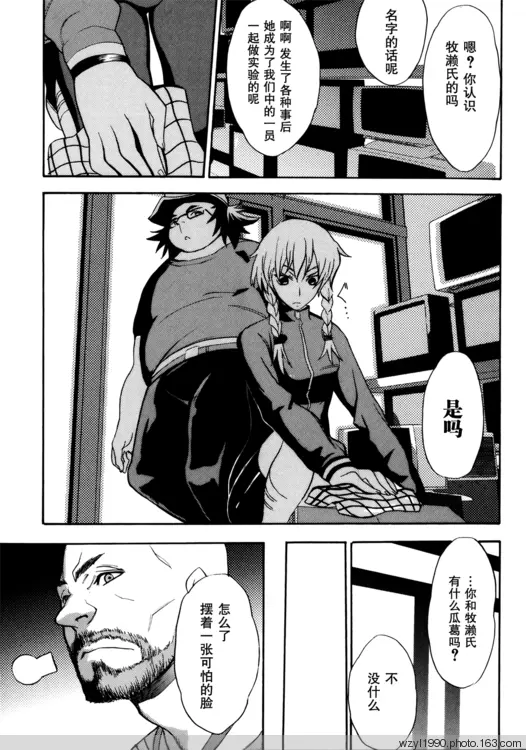 嗯？你认识
牧濑氏
的吗
名字的话
呢
啊啊 发生了各种事后
她成为了我们中的一员
一起做实验的呢
是吗
…你和牧濑氏
有什么瓜葛吗？
不
没什么
怎么了
摆着一张可怕的脸
www.wzyl1990.photo.163.com